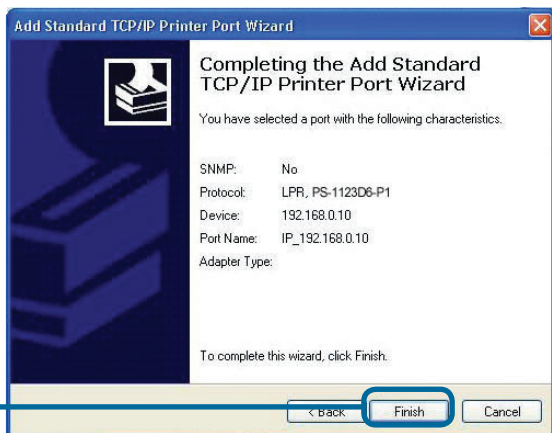 Add Standard TCP/IP Printer Port Wizard
Completing the Add Standard
TCP/IP Printer Port Wizard
You have selected a port with the following characteristics.
SNMP: No
Protocol: LPR, PS-1123D6-P1
Device: 192.168.0.10
Port Name: IP_192.168.0.10
Adapter Type:
To complete this wizard, click Finish.
< Back Finish Cancel